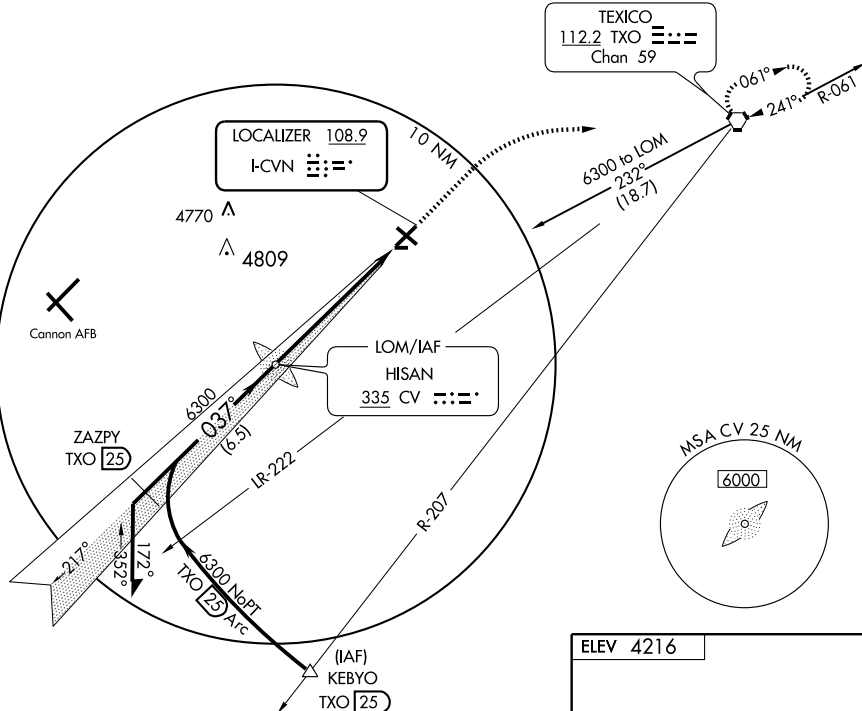 TEXICO
112.2 TXO
Chan 59
061°
241°
R-061
LOCALIZER 108.9
I-CVN
10 NM
6300 to LOM
232°
(18.7)
4770
4809
Cannon AFB
LOM/IAF
HISAN
335 CV
6300
037°
(6.5)
ZAZPY
TXO 25
LR-222
R-207
MSA CV 25 NM
6000
217°
352°
172°
6300 NoPT
TXO 25 Arc
(IAF)
KEBYO
TXO 25
ELEV 4216